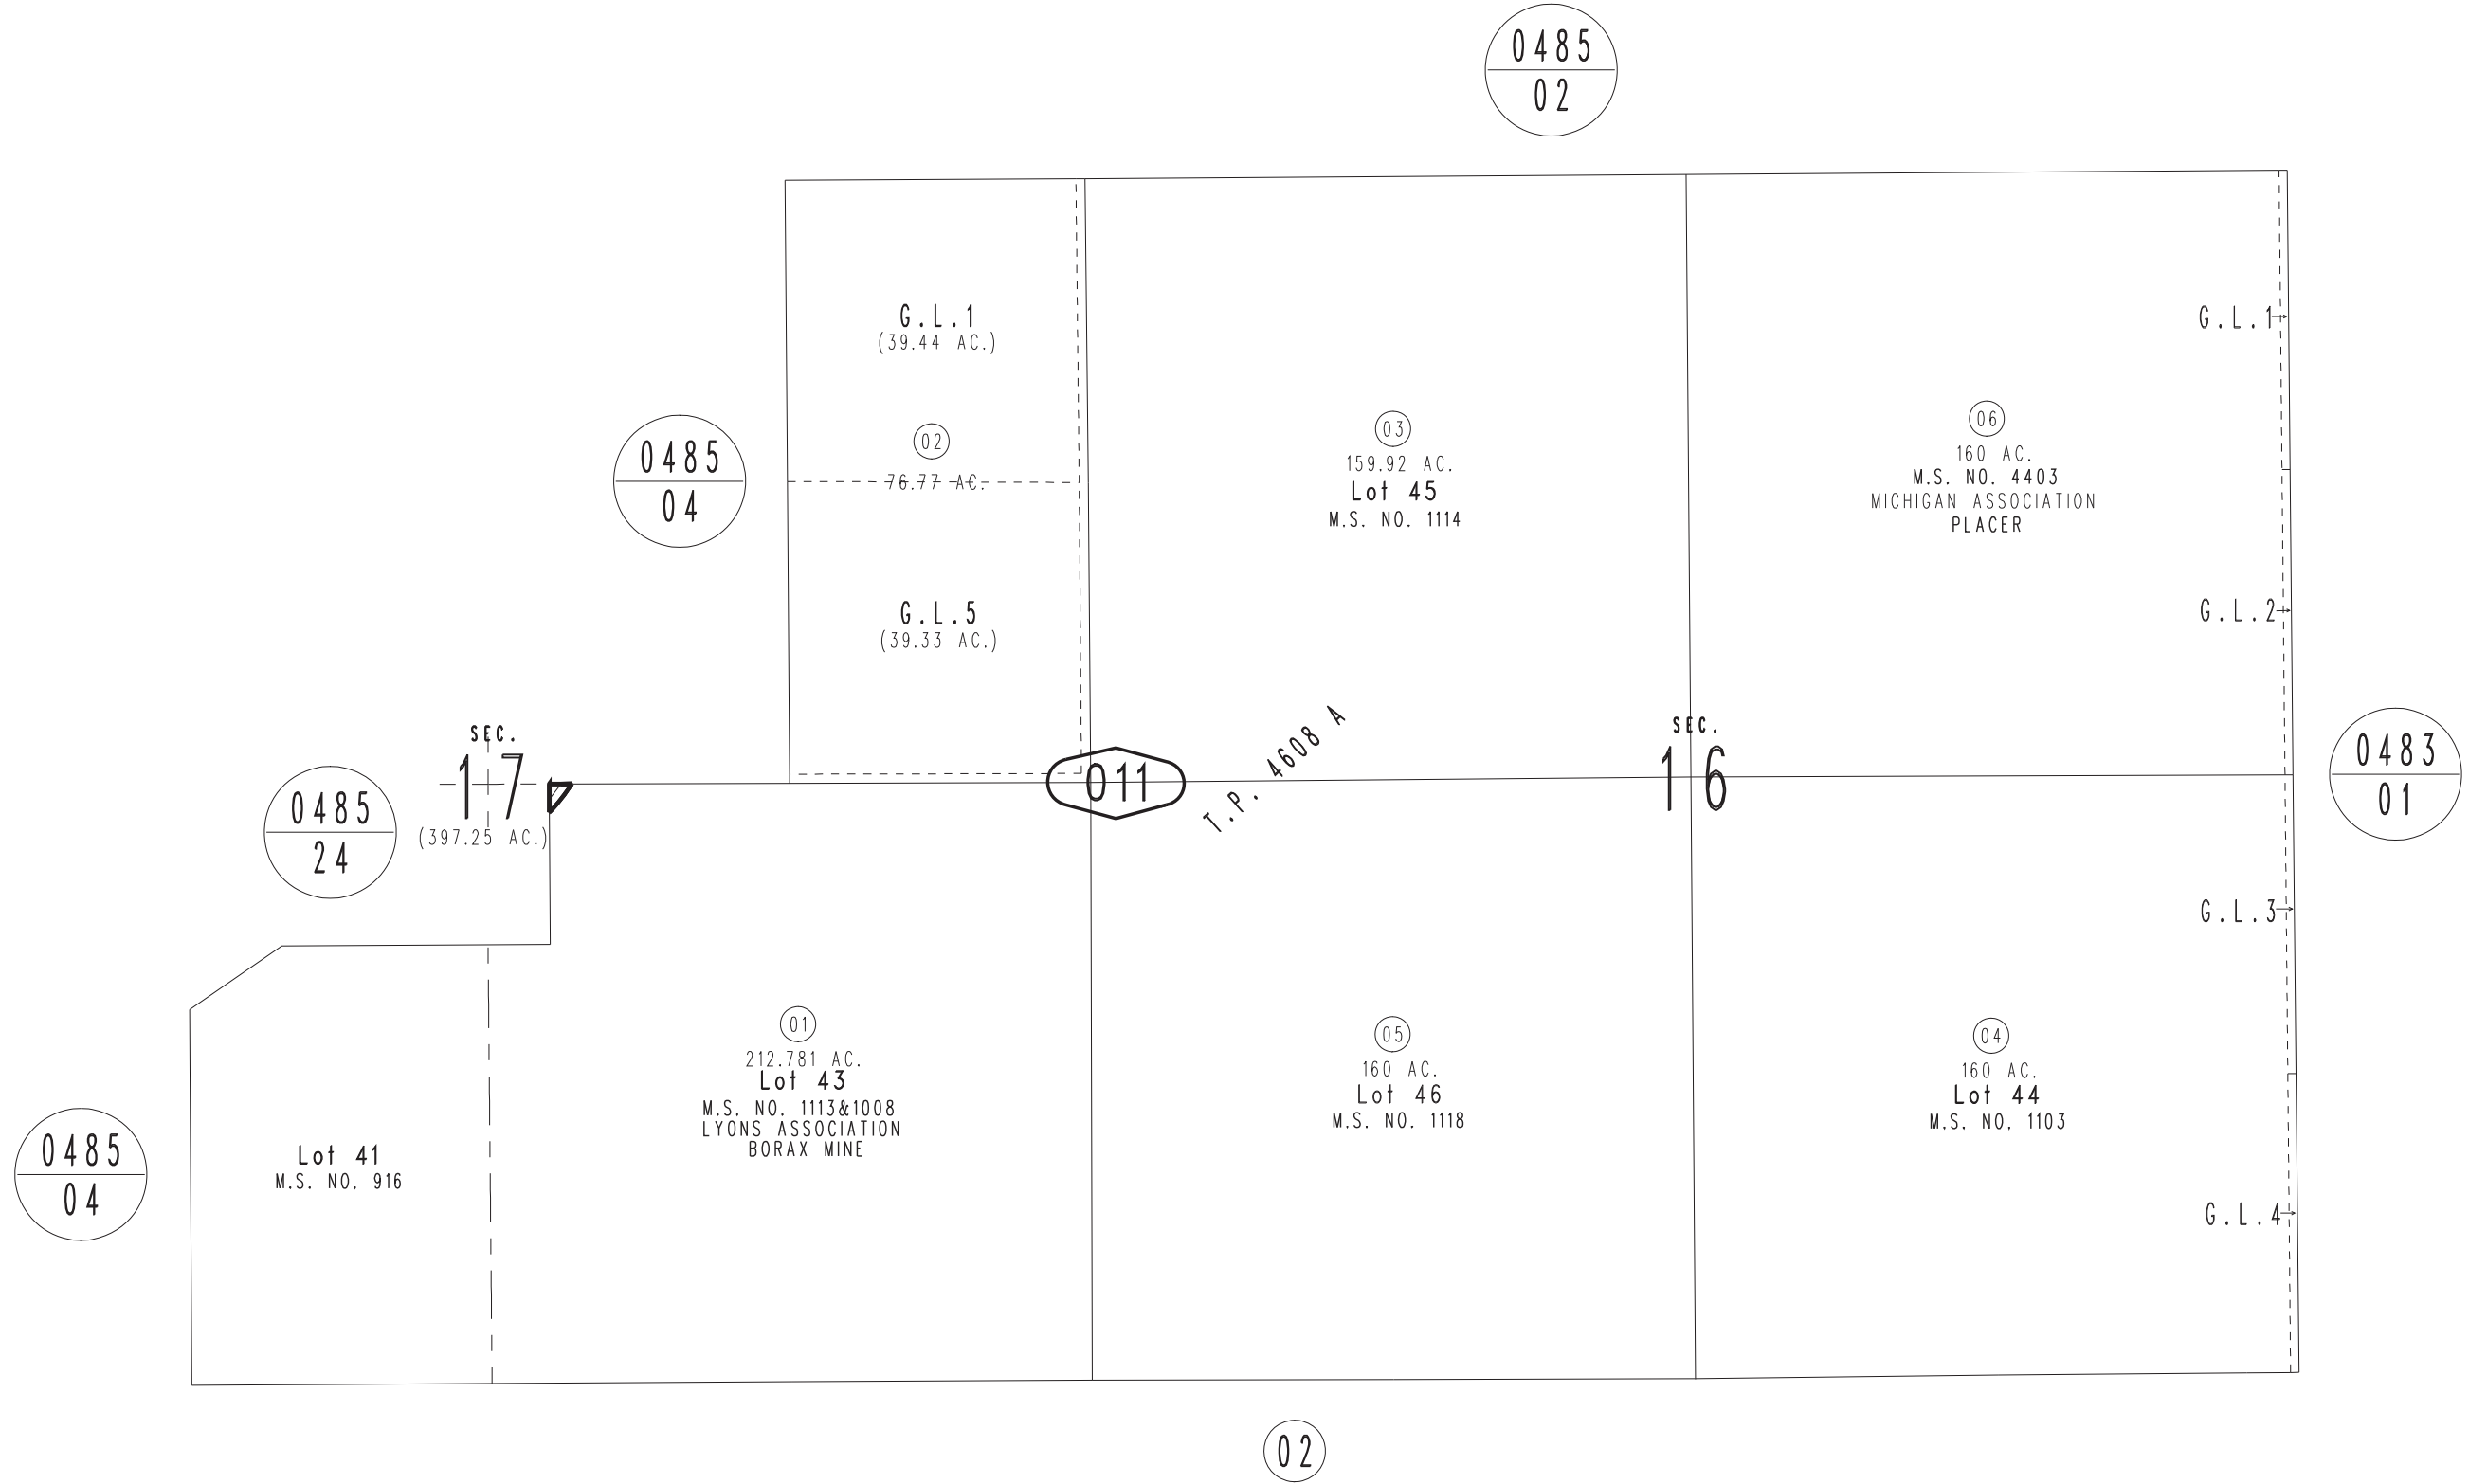 0485
02
G.L.1
(39.44 AC.)
G.L.1
03
159.92 AC.
Lot 45
M.S. NO. 1114
06
160 AC.
M.S. NO. 4403
MICHIGAN ASSOCIATION
PLACER
0485
04
02
76.77 AC.
G.L.5
(39.33 AC.)
G.L.2
SEC.
17
(397.25 AC.)
011
T.P. 4608 A
SEC.
16
0483
01
0485
24
G.L.3
01
212.781 AC.
Lot 43
M.S. NO. 1113&1008
LYONS ASSOCIATION
BORAX MINE
05
160 AC.
Lot 46
M.S. NO. 1118
04
160 AC.
Lot 44
M.S. NO. 1103
0485
04
Lot 41
M.S. NO. 916
G.L.4
02